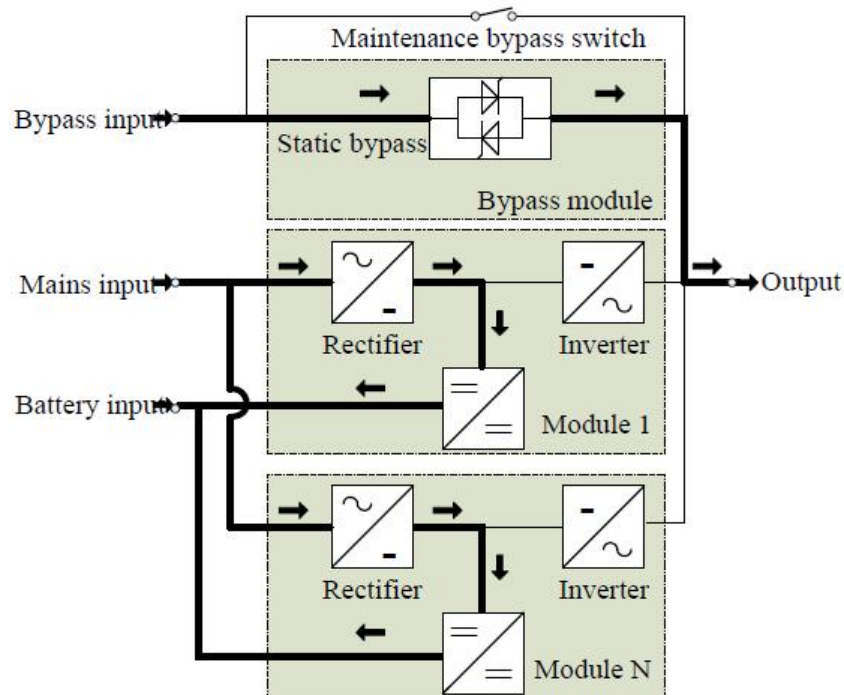 Maintenance bypass switch
Bypass input
Static bypass
Bypass module
Mains input
Output
Rectifier
Inverter
Battery input
Module 1
Rectifier
Inverter
Module N